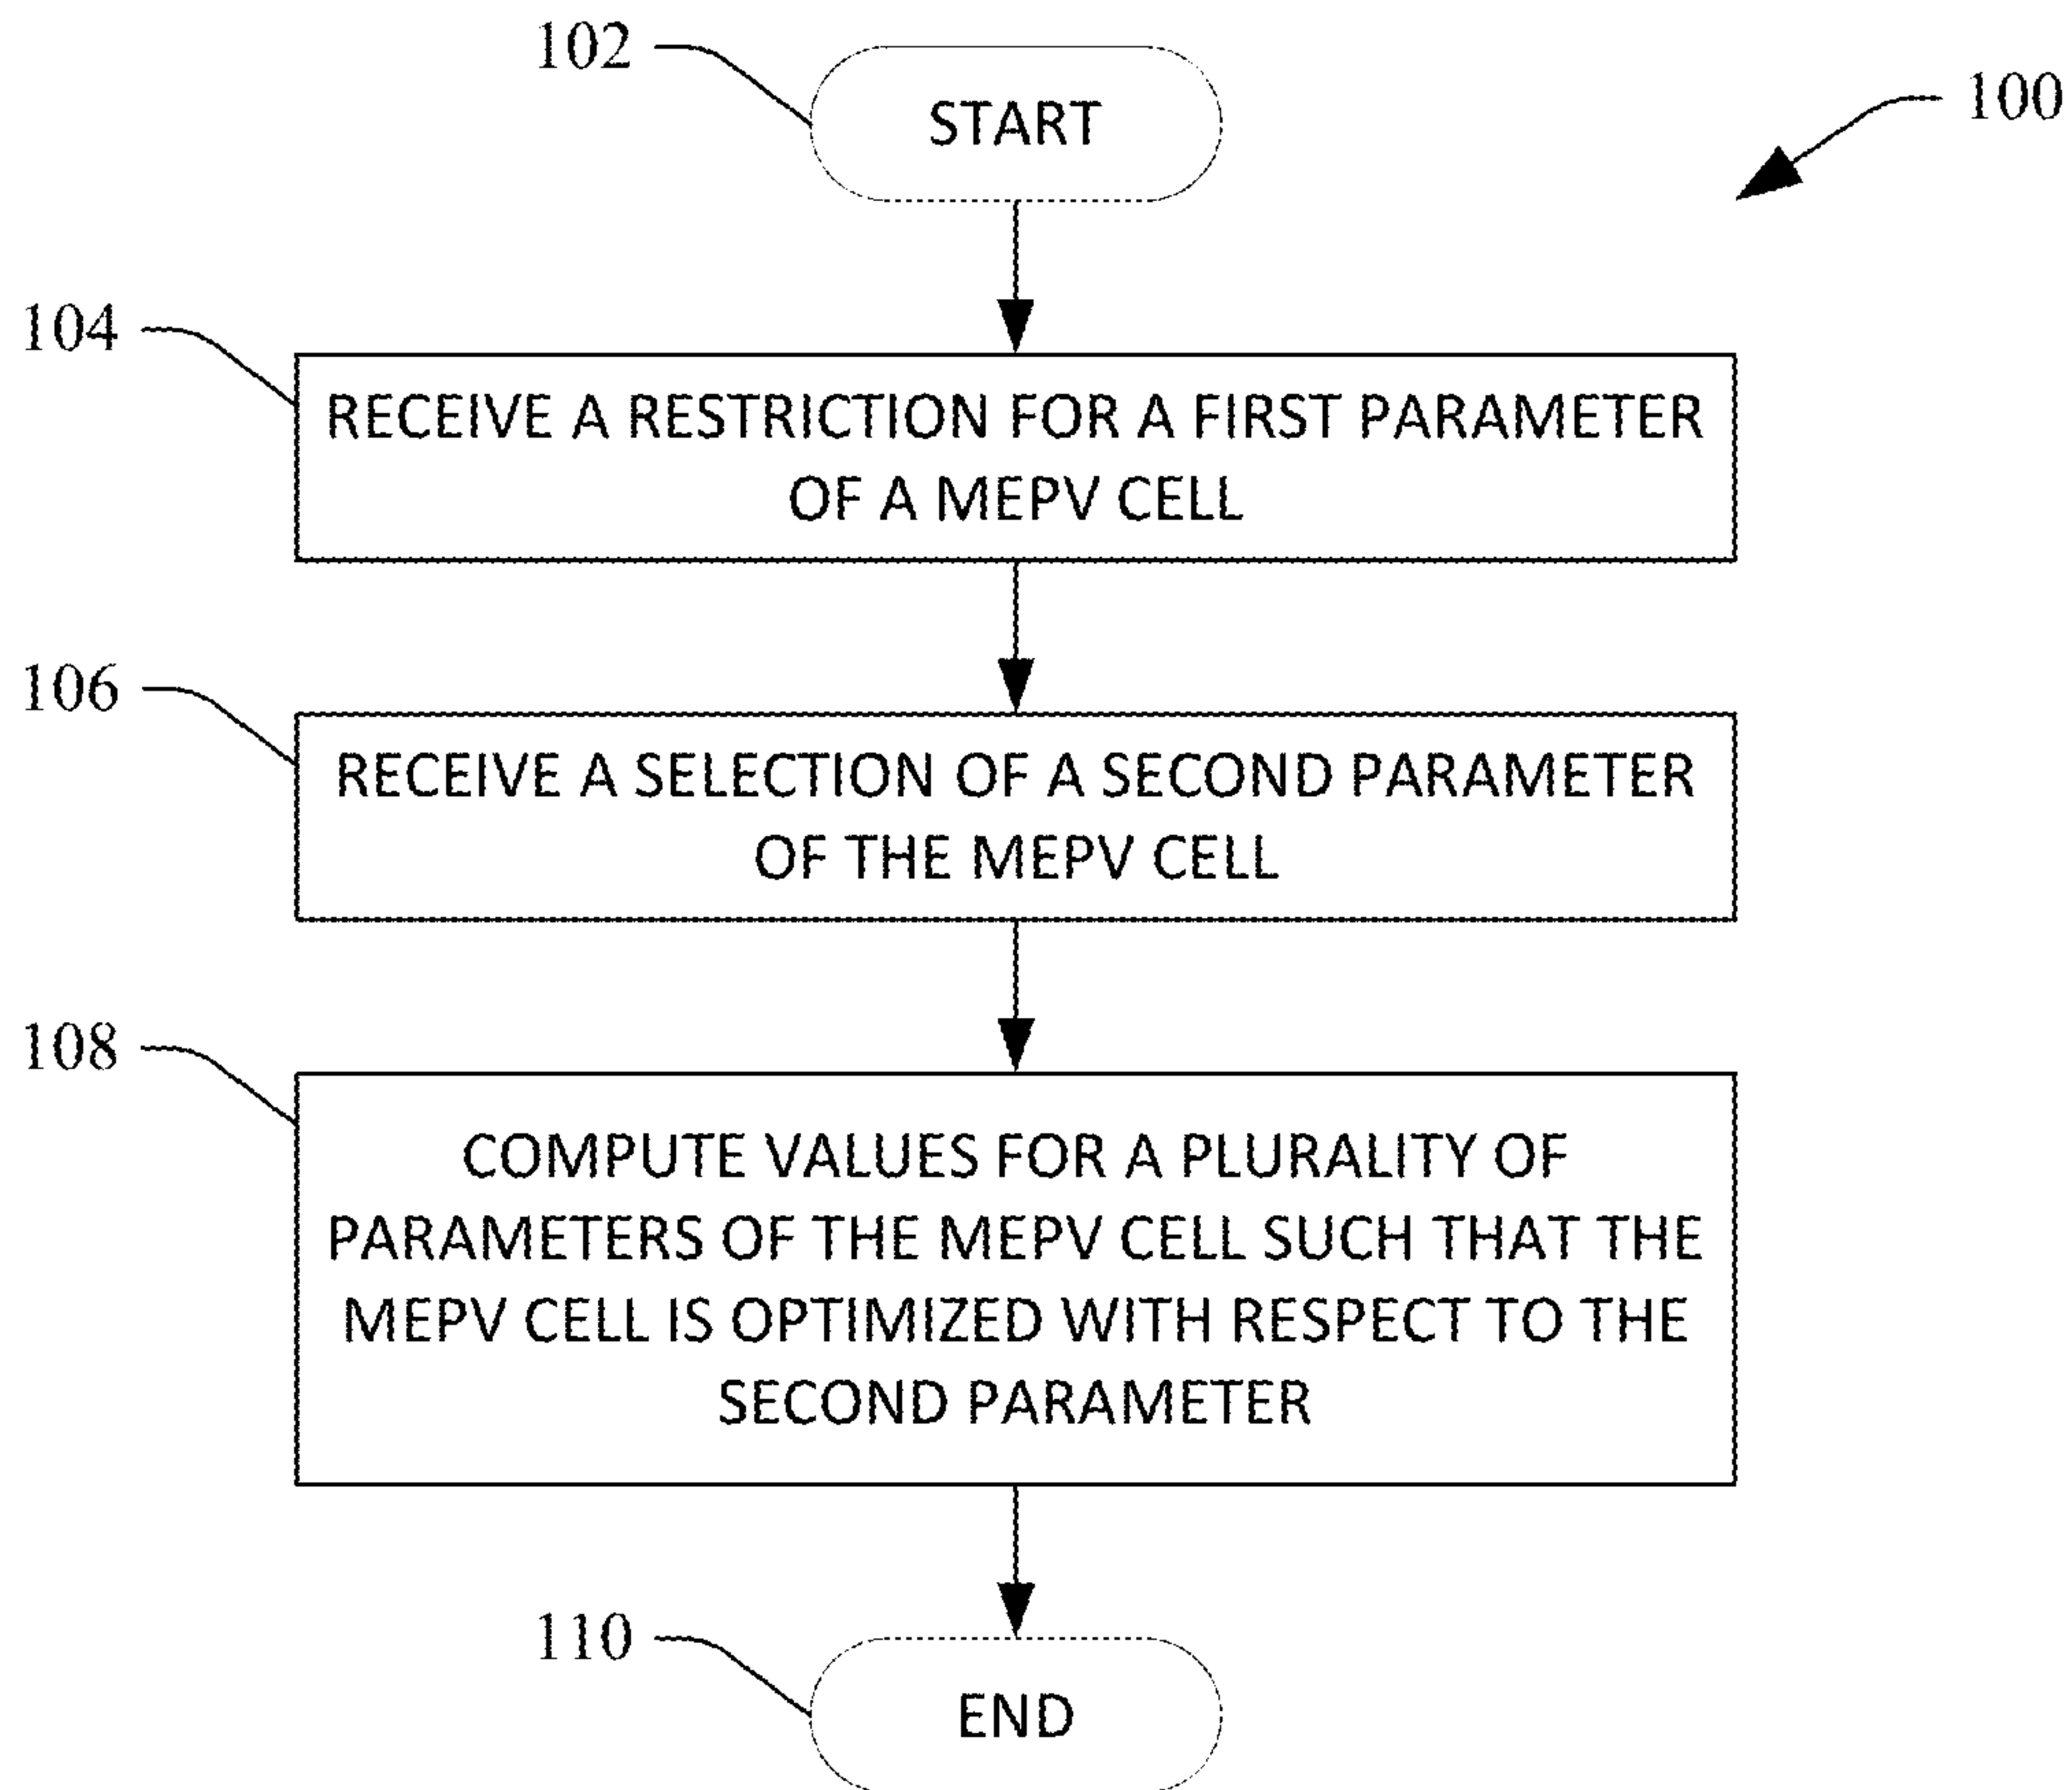 102
START
100
104
RECEIVE A RESTRICTION FOR A FIRST PARAMETER
OF A MEPV CELL
106
RECEIVE A SELECTION OF A SECOND PARAMETER
OF THE MEPV CELL
108
COMPUTE VALUES FOR A PLURALITY OF
PARAMETERS OF THE MEPV CELL SUCH THAT THE
MEPV CELL IS OPTIMIZED WITH RESPECT TO THE
SECOND PARAMETER
110
END